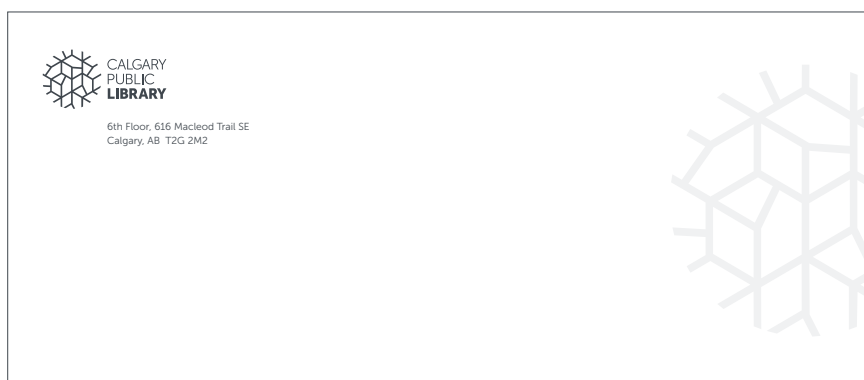 CALGARY
PUBLIC
LIBRARY
6th Floor, 616 Macleod Trail SE
Calgary, AB  T2G 2M2